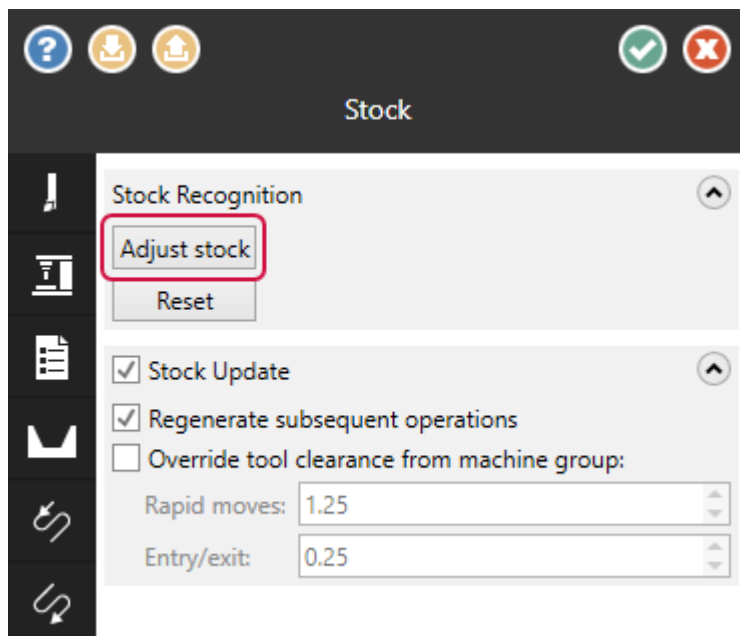 ?
Stock
Stock Recognition
Adjust stock
Reset
Stock Update
Regenerate subsequent operations
Override tool clearance from machine group:
Rapid moves: 1.25
Entry/exit: 0.25